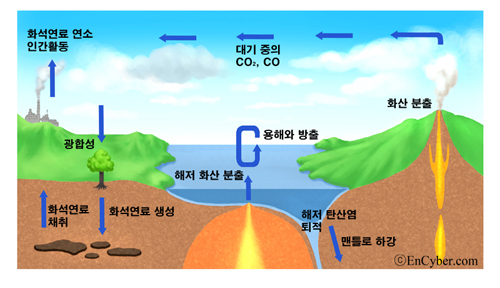 화석연료 연소
인간활동
대기 중의
CO₂, CO
화산 분출
광합성
용해와 방출
해저 화산 분출
화석연료
채취
화석연료 생성
해저 탄산염
퇴적
맨틀로 하강
ⓒEnCyber.com